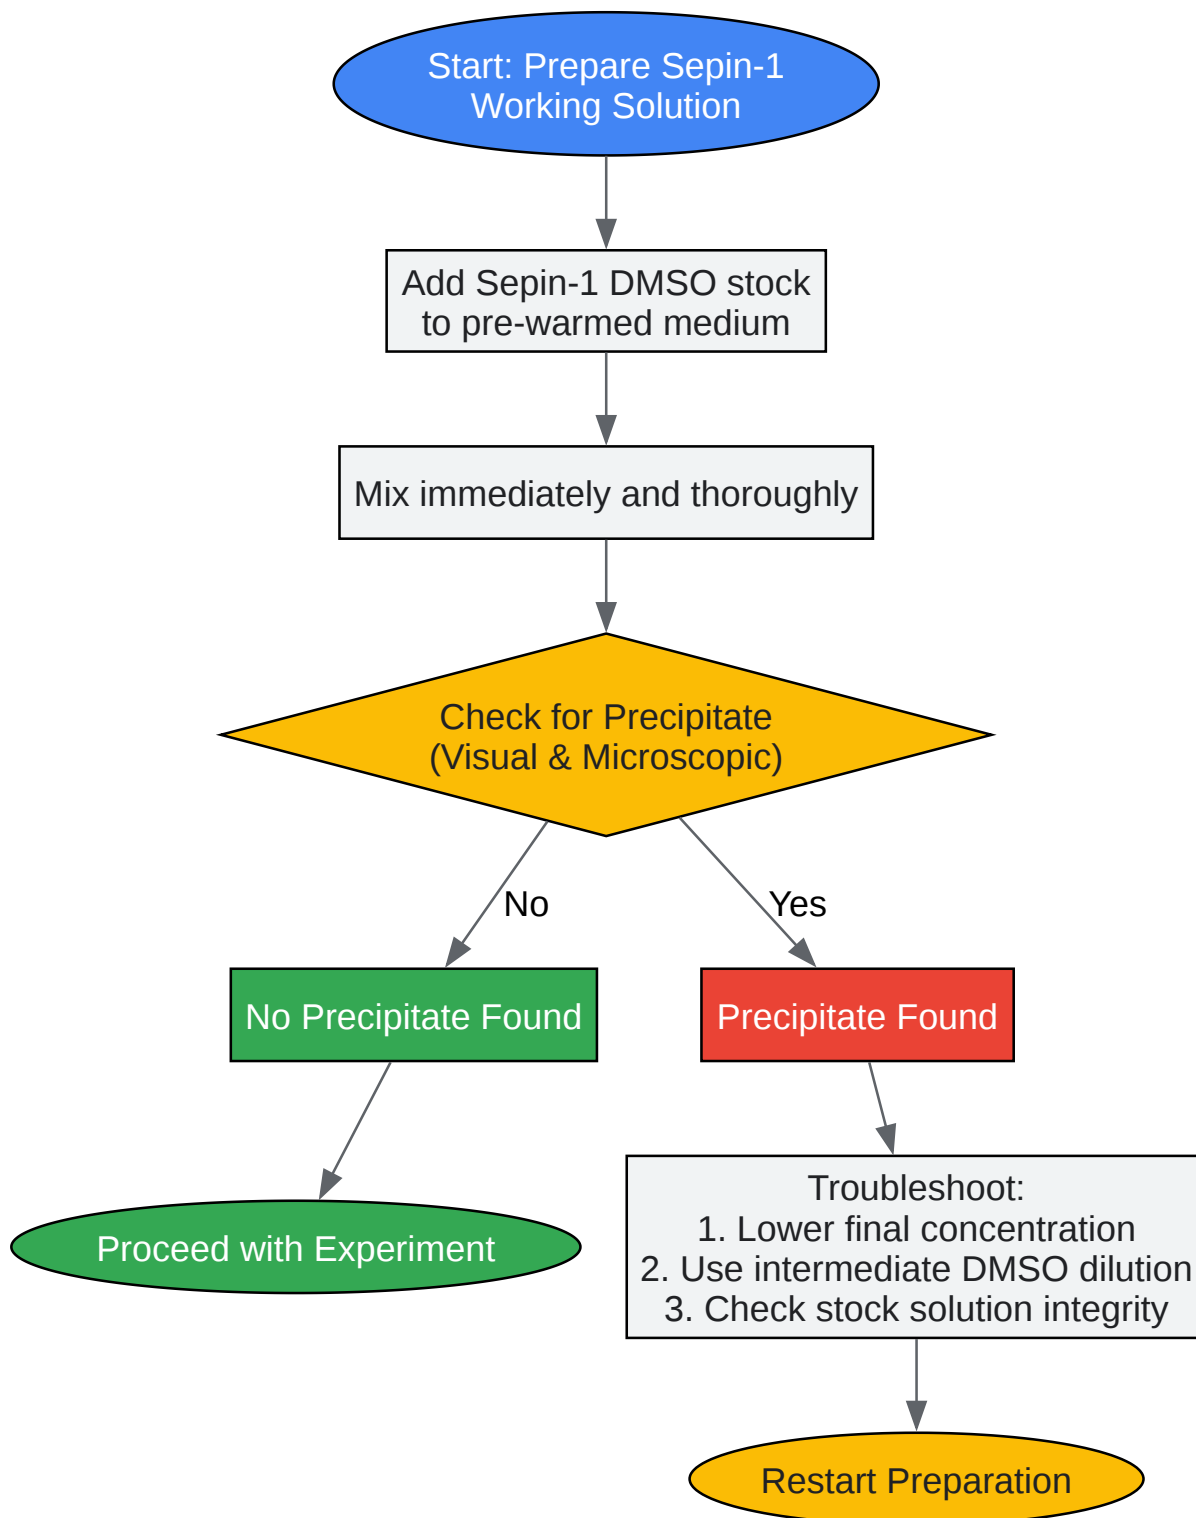 Start: Prepare Sepin-1
Working Solution
Add Sepin-1 DMSO stock
to pre-warmed medium
Mix immediately and thoroughly
Check for Precipitate
(Visual & Microscopic)
No
Yes
No Precipitate Found
Precipitate Found
Troubleshoot:
1. Lower final concentration
2. Use intermediate DMSO dilution
3. Check stock solution integrity
Proceed with Experiment
Restart Preparation